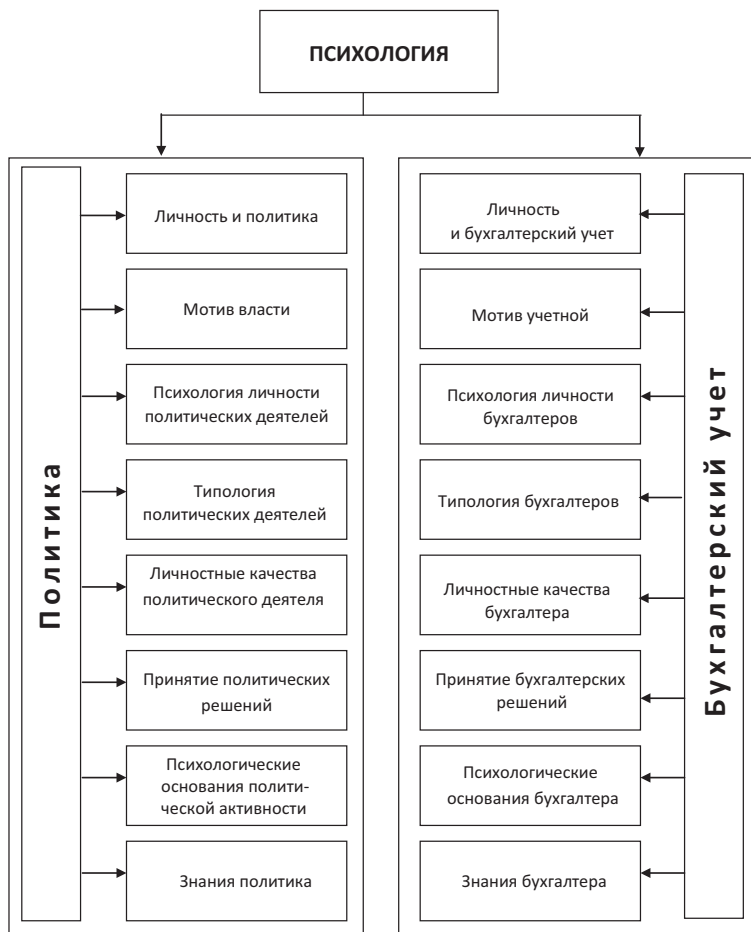 ПСИХОЛОГИЯ
Политика
Личность и политика
Мотив власти
Психология личности
политических деятелей
Типология
политических деятелей
Личностные качества
политического деятеля
Принятие политических
решений
Психологические
основания полити-
ческой активности
Знания политика
Личность
и бухгалтерский учет
Мотив учетной
Психология личности
бухгалтеров
Типология бухгалтеров
Личностные качества
бухгалтера
Принятие бухгалтерских
решений
Психологические
основания бухгалтера
Знания бухгалтера
Бухгалтерский учет